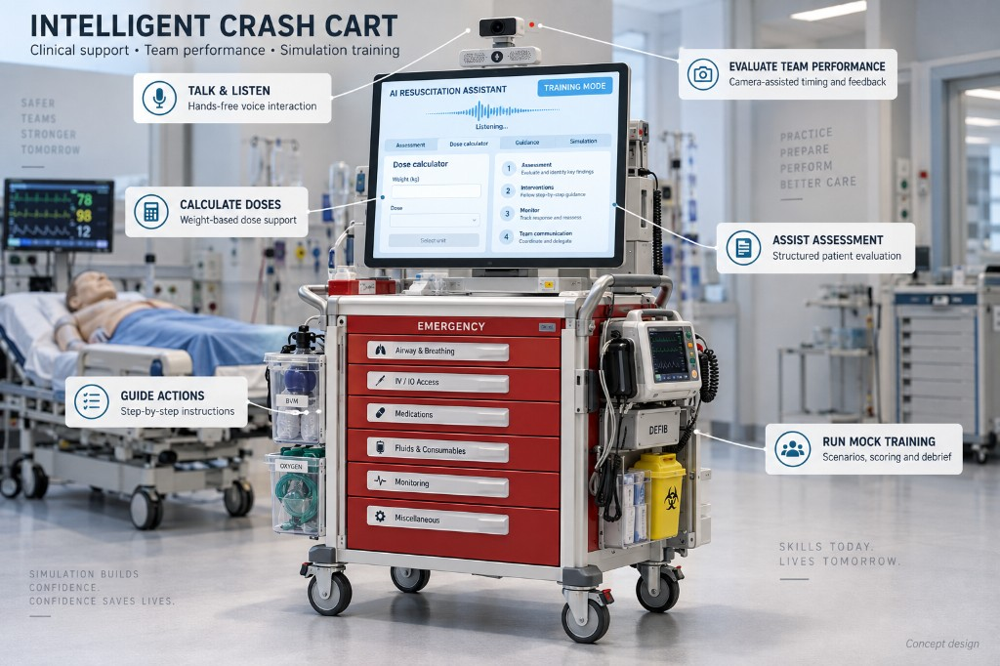 INTELLIGENT CRASH CART
Clinical support • Team performance • Simulation training
TALK & LISTEN
Hands-free voice interaction
EVALUATE TEAM PERFORMANCE
Camera-assisted timing and feedback
SAFER
TEAMS
STRONGER
TOMORROW
PRACTICE
PREPARE
PERFORM
BETTER CARE
AI RESUSCITATION ASSISTANT
TRAINING MODE
Listening...
Assessment
Dose calculator
Guidance
Simulation
Dose calculator
Weight (kg)
Dose
Select unit
1
Assessment
Evaluate and identity key findings
2
Interventions
Follow step-by-step guidance
3
Monitor
Track response and reassess
4
Team communication
Coordinate and delegate
78
98
12
CALCULATE DOSES
Weight-based dose support
ASSIST ASSESSMENT
Structured patient evaluation
EMERGENCY
Airway & Breathing
IV / IO Access
Medications
Fluids & Consumables
Monitoring
Miscellaneous
BVM
OXYGEN
DEFIB
GUIDE ACTIONS
Step-by-step instructions
RUN MOCK TRAINING
Scenarios, scoring and debrief
SIMULATION BUILDS
CONFIDENCE.
CONFIDENCE SAVES LIVES.
SKILLS TODAY.
LIVES TOMORROW.
Concept design